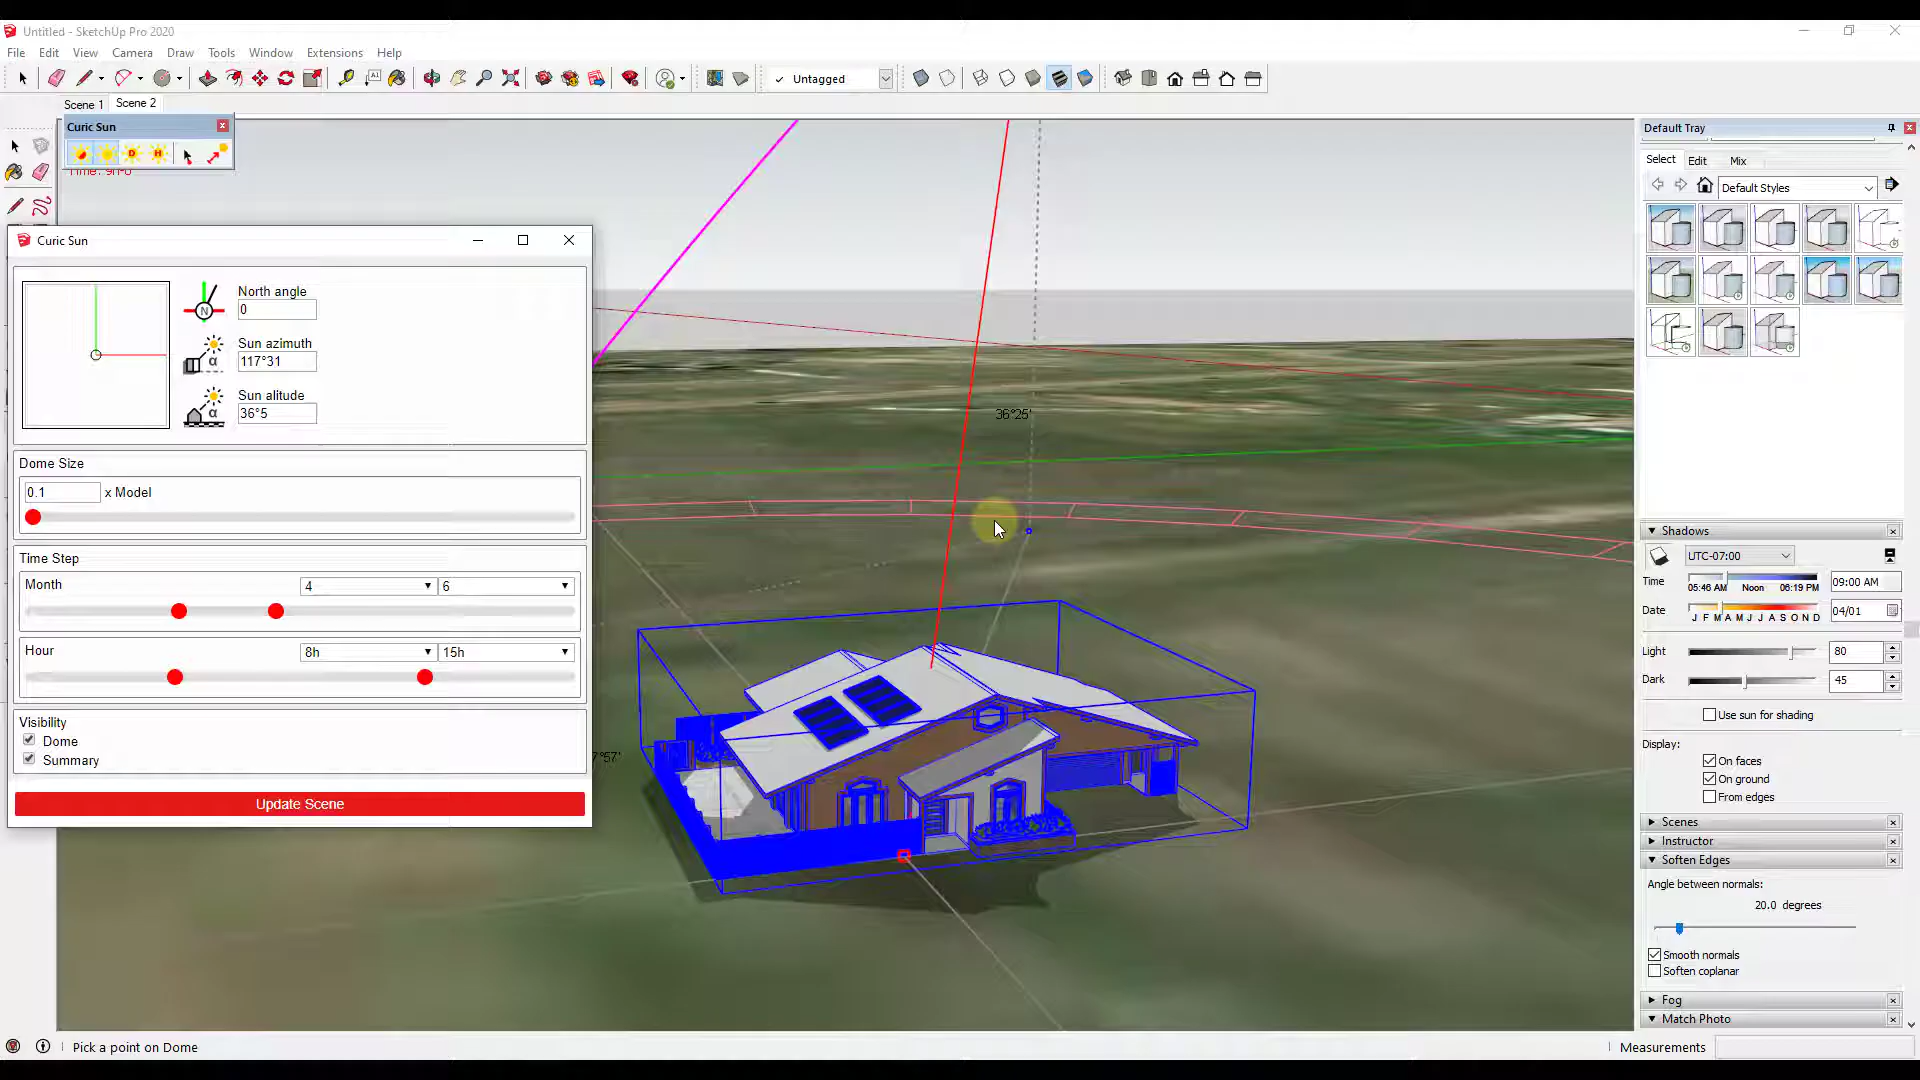 Untitled - SketchUp Pro 2020
File Edit View Camera Draw Tools Window Extensions Help
Untagged
Scene 1 Scene 2
Curic Sun
D H
Time: 9h-0
Curic Sun
North angle
0
N
Sun azimuth
117°31
α
Sun alitude
36°5
α
Dome Size
0.1 x Model
Time Step
Month 4 6
Hour 8h 15h
Visibility
Dome
Summary
Update Scene
36°25'
7°57'
Default Tray
Select Edit Mix
Default Styles
Shadows
UTC-07:00
Time 05:46 AM Noon 06:19 PM 09:00 AM
Date J F M A M J J A S O N D 04/01
Light 80
Dark 45
Use sun for shading
Display:
On faces
On ground
From edges
Scenes
Instructor
Soften Edges
Angle between normals:
20.0 degrees
Smooth normals
Soften coplanar
Fog
Match Photo
Pick a point on Dome
Measurements